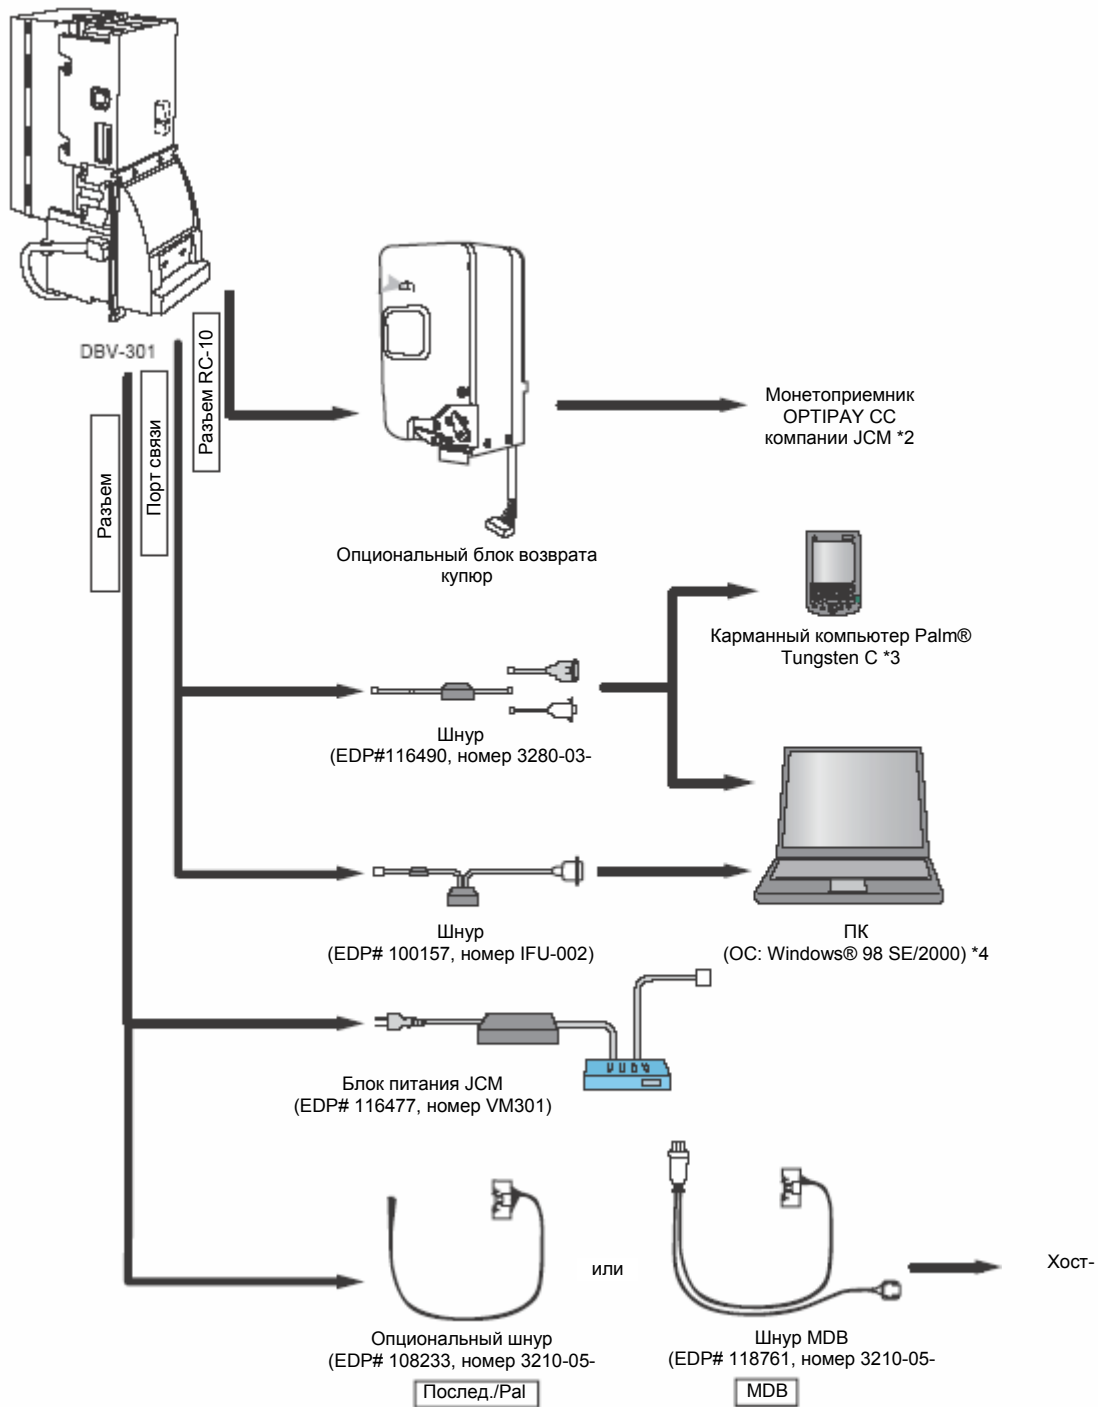 DBV-301
Разъем RC-10
Порт связи
Разъем
Монетоприемник
OPTIPAY CC
компании JCM *2
Опциональный блок возврата
купюр
Карманный компьютер Palm®
Tungsten C *3
Шнур
(EDP#116490, номер 3280-03-
Шнур
(EDP# 100157, номер IFU-002)
ПК
(ОС: Windows® 98 SE/2000) *4
Блок питания JCM
(EDP# 116477, номер VM301)
или
Хост-
Опциональный шнур
(EDP# 108233, номер 3210-05-
Послед./Pal
Шнур MDB
(EDP# 118761, номер 3210-05-
MDB